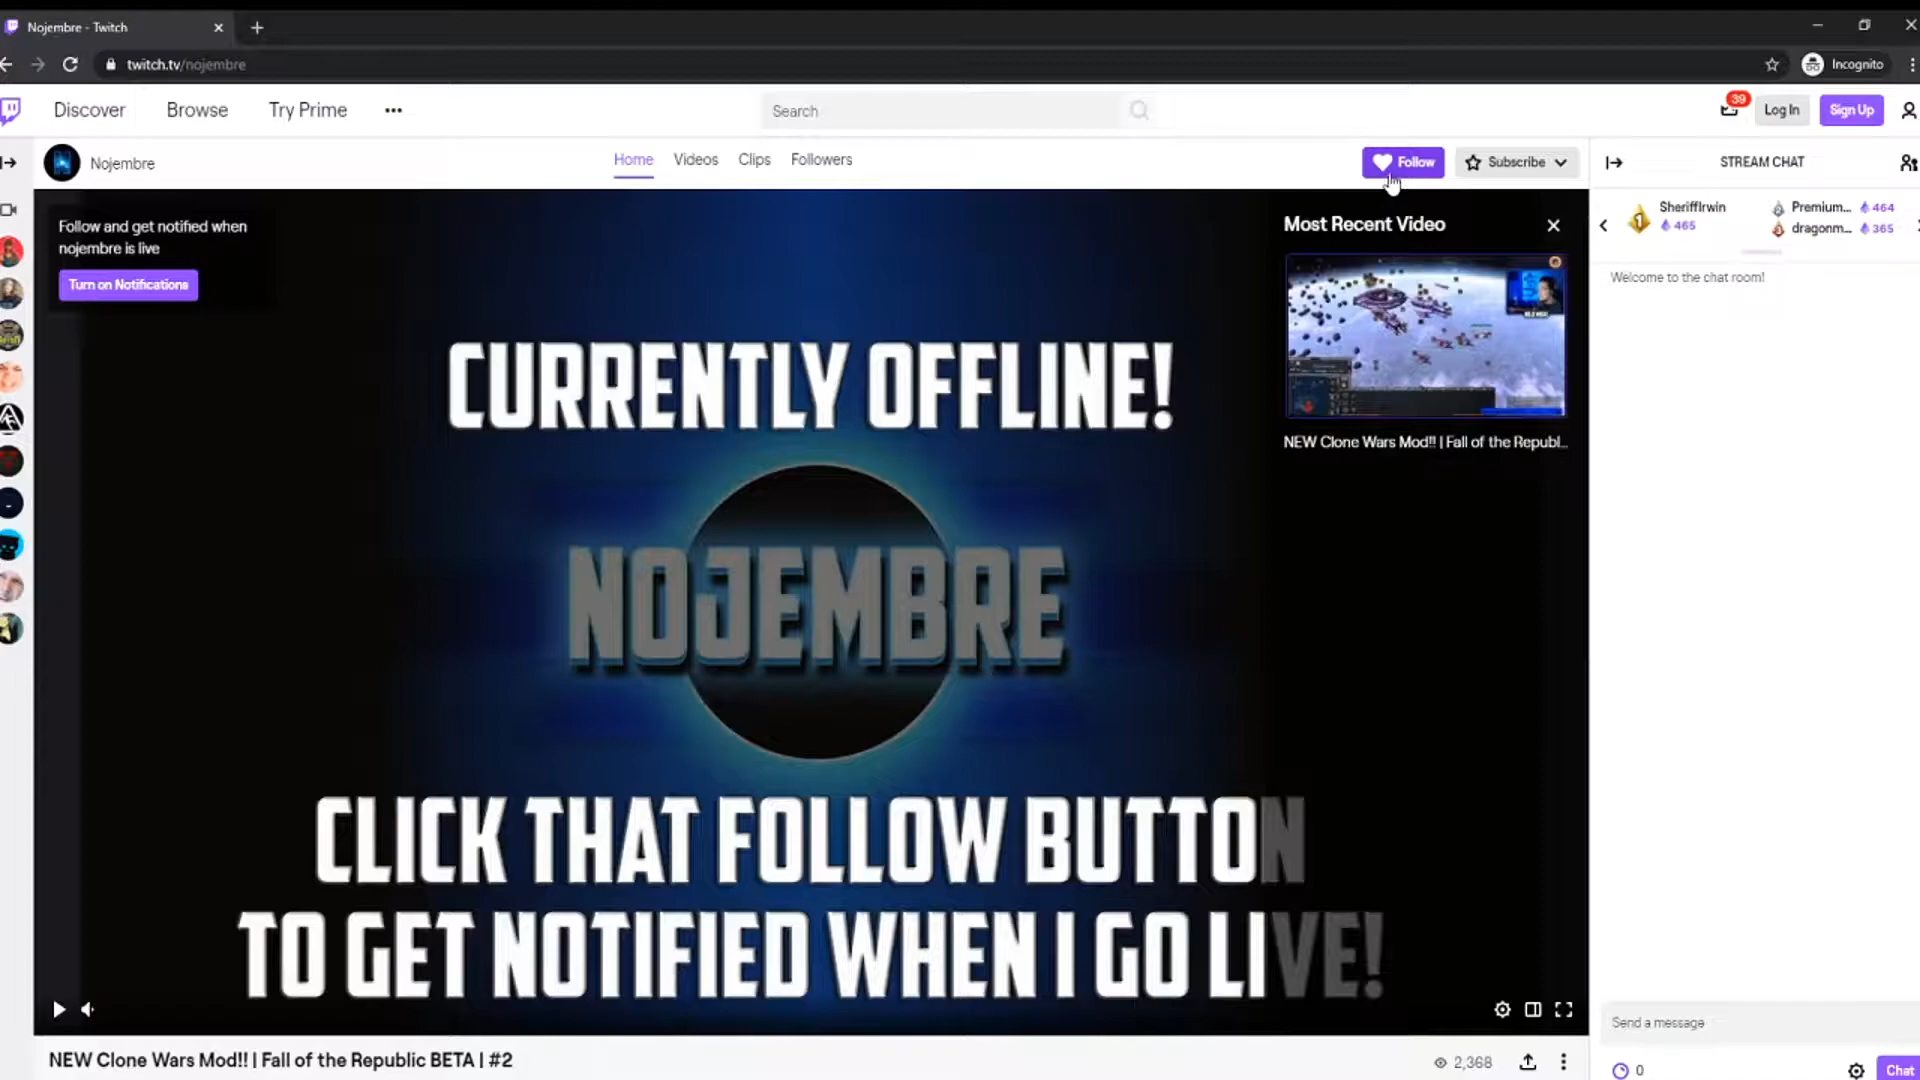 Nojembre - Twitch
twitch.tv/nojembre
Incognito
Discover
Browse
Try Prime
Search
39
Log In
Sign Up
Nojembre
Home
Videos
Clips
Followers
Follow
Subscribe
STREAM CHAT
Follow and get notified when
nojembre is live
Turn on Notifications
Most Recent Video
NEW Clone Wars Mod!! | Fall of the Republ...
1
SheriffIrwin
465
Premium... 464
dragonm... 365
Welcome to the chat room!
CURRENTLY OFFLINE!
NOJEMBRE
CLICK THAT FOLLOW BUTTON
TO GET NOTIFIED WHEN I GO LIVE!
NEW Clone Wars Mod!! | Fall of the Republic BETA | #2
2,368
Send a message
0
Chat